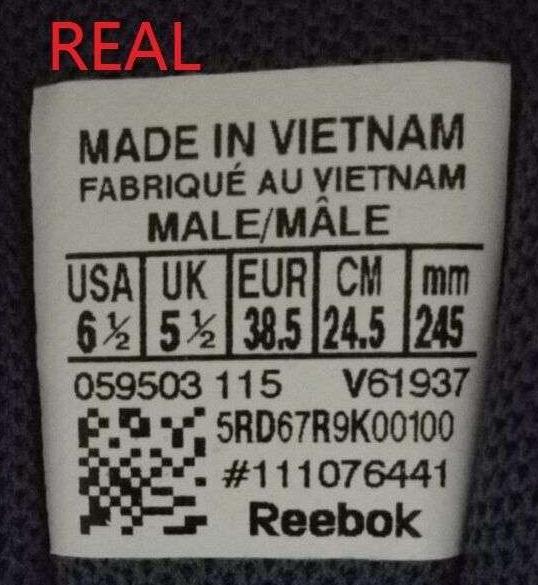 REAL
MADE IN VIETNAM
FABRIQUÉ AU VIETNAM
MALE/MÂLE
USA UK EUR CM mm
6 ½ 5 ½ 38.5 24.5 245
059503 115 V61937
5RD67R9K00100
#111076441
Reebok